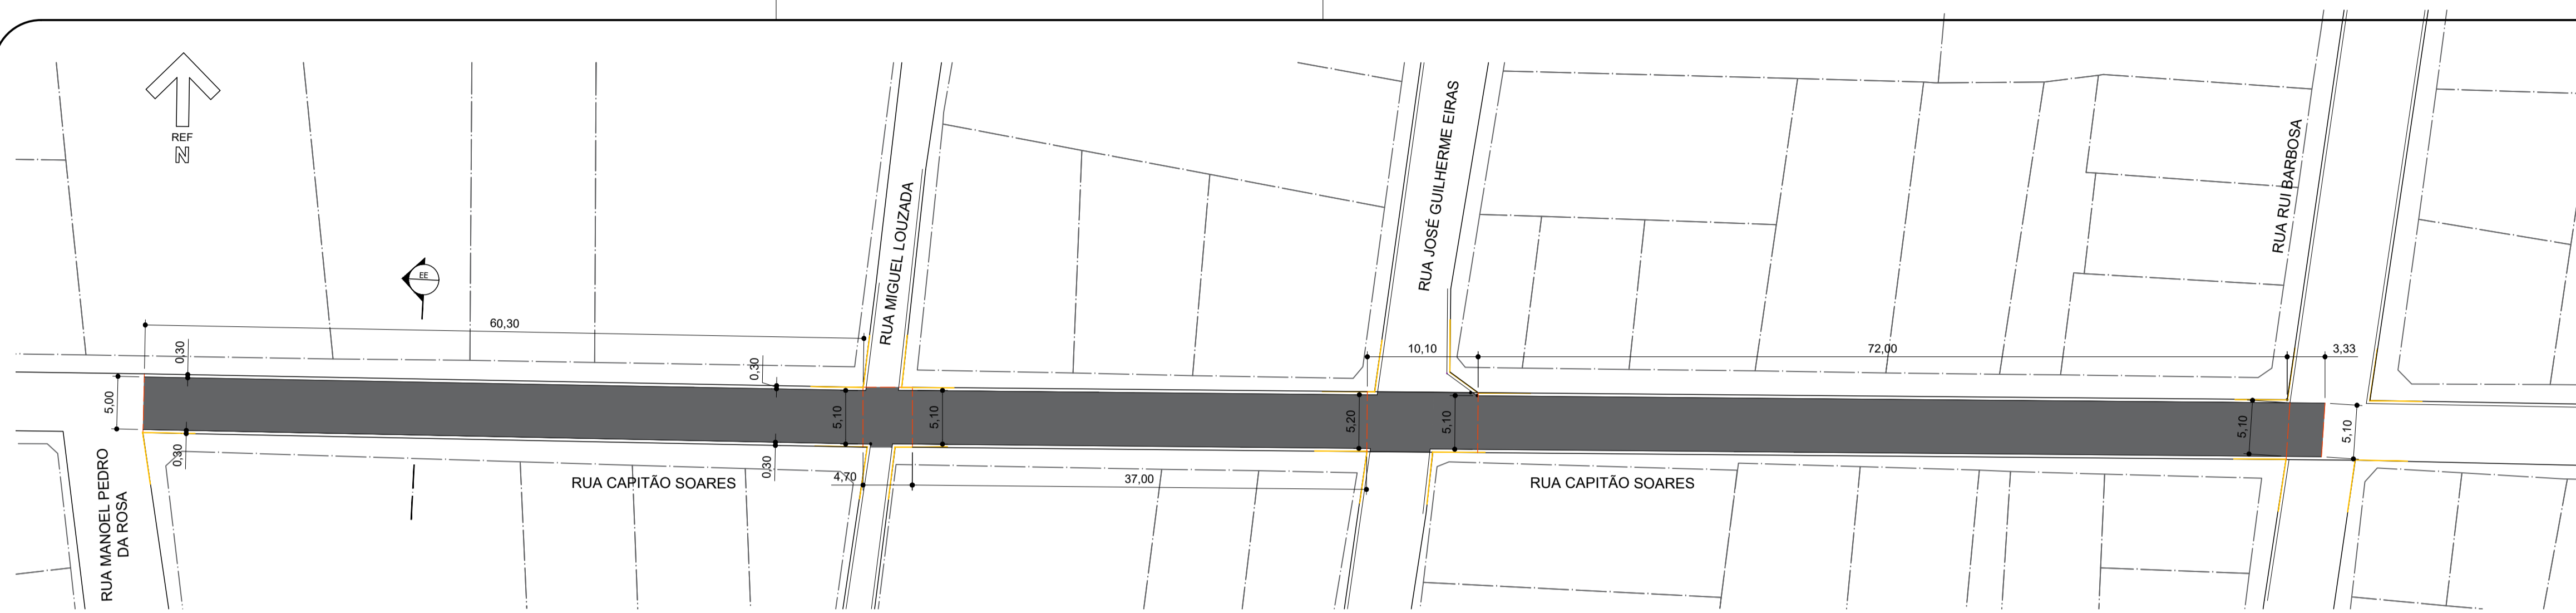 REF
N
EE
RUA MIGUEL LOUZADA
RUA JOSÉ GUILHERME EIRAS
RUA RUI BARBOSA
60,30
10,10
72,00
3,33
0,30
0,30
5,00
5,10
5,10
5,20
5,10
5,10
5,10
0,30
0,30
4,70
37,00
RUA CAPITÃO SOARES
RUA CAPITÃO SOARES
RUA MANOEL PEDRO
DA ROSA